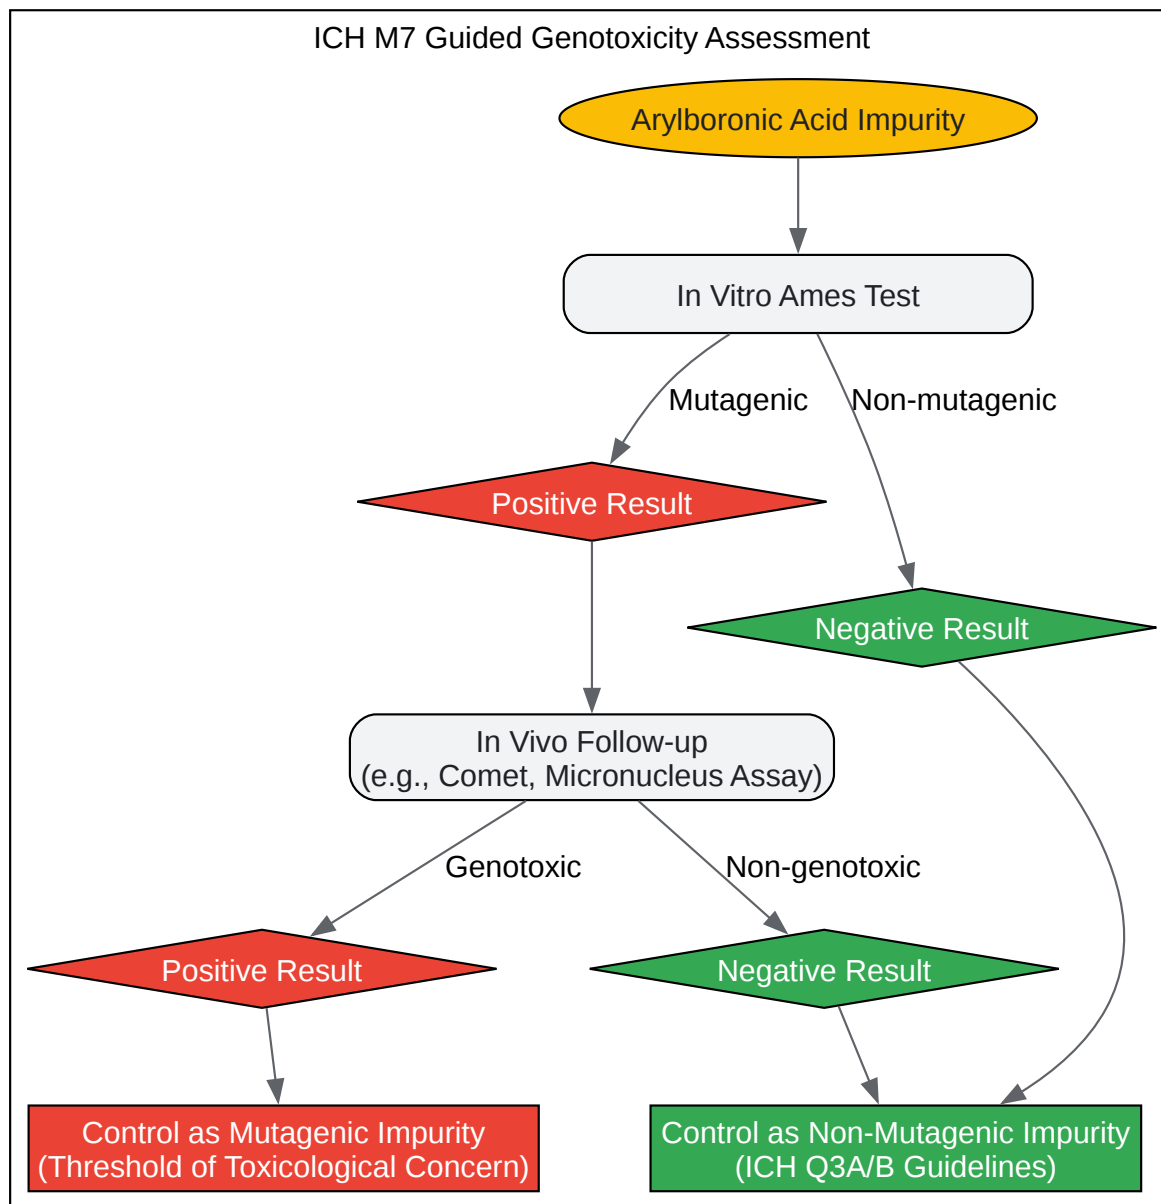 ICH M7 Guided Genotoxicity Assessment
Arylboronic Acid Impurity
In Vitro Ames Test
Mutagenic
Non-mutagenic
Positive Result
Negative Result
In Vivo Follow-up
(e.g., Comet, Micronucleus Assay)
Genotoxic
Non-genotoxic
Positive Result
Negative Result
Control as Mutagenic Impurity
(Threshold of Toxicological Concern)
Control as Non-Mutagenic Impurity
(ICH Q3A/B Guidelines)